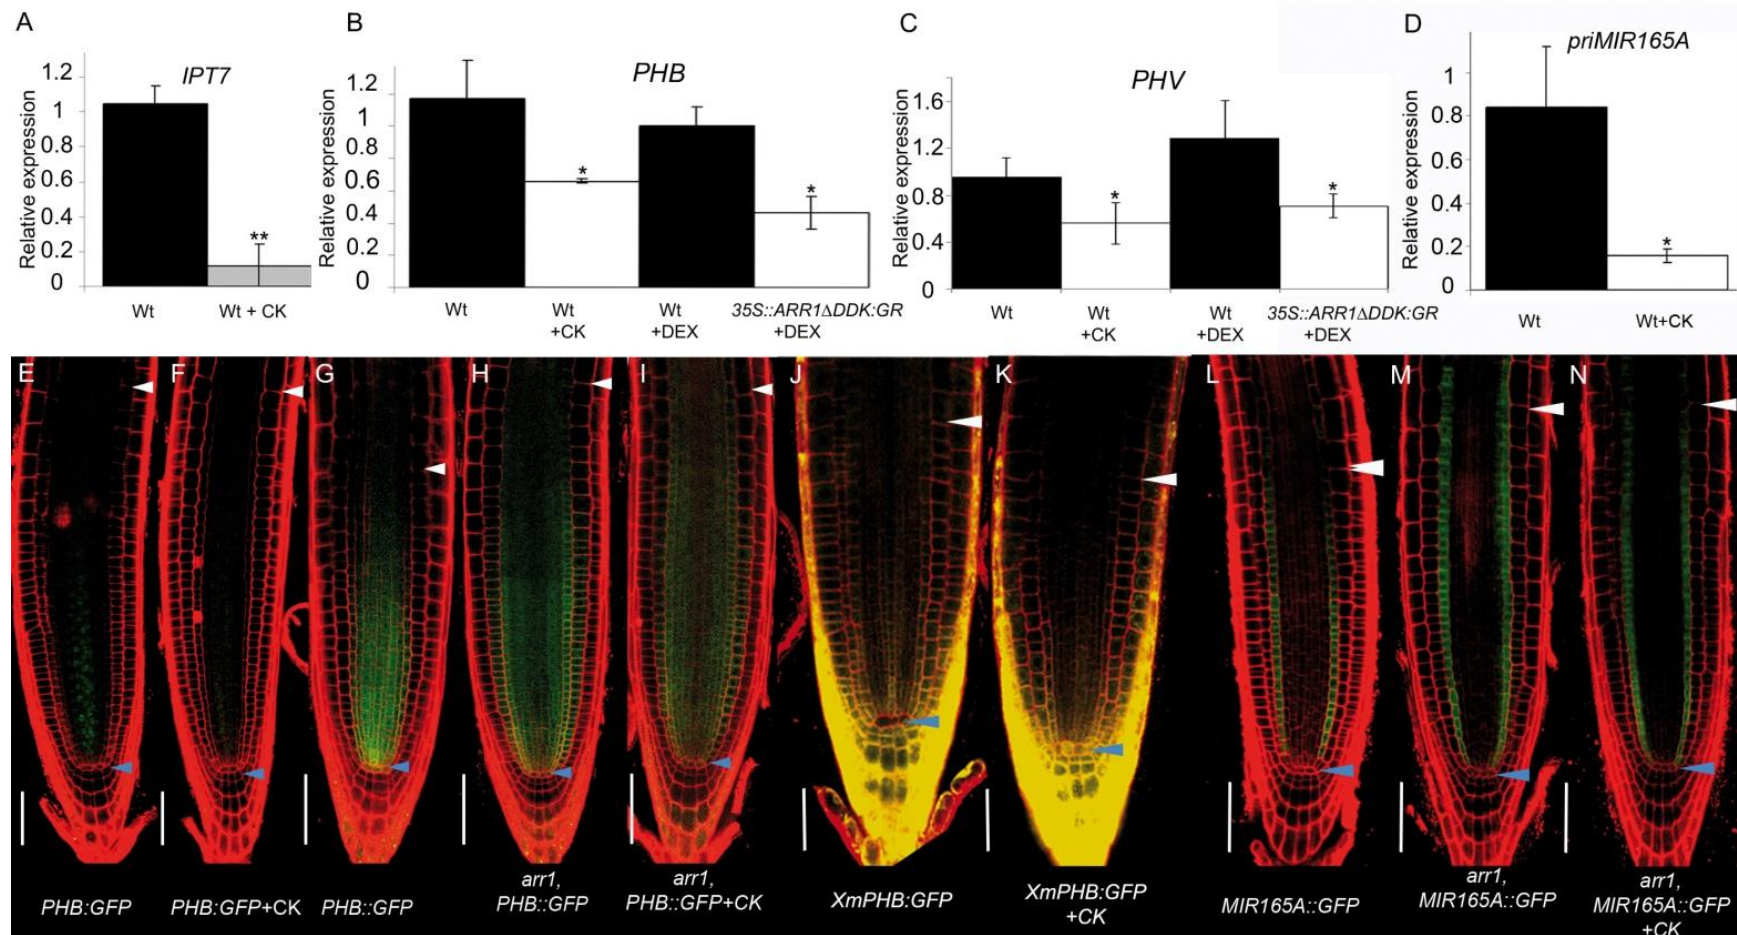 A
IPT7
Relative expression
1.2
1
0.8
0.6
0.4
0.2
0
**
Wt
Wt + CK
B
PHB
Relative expression
1.2
1
0.8
0.6
0.4
0.2
0
*
*
Wt
Wt
+CK
Wt
+DEX
35S::ARR1ΔDDK:GR
+DEX
C
PHV
Relative expression
1.6
1.2
0.8
0.4
0
*
*
Wt
Wt
+CK
Wt
+DEX
35S::ARR1ΔDDK:GR
+DEX
D
priMIR165A
Relative expression
1
0.8
0.6
0.4
0.2
0
*
Wt
Wt+CK
E
PHB:GFP
F
PHB:GFP+CK
G
PHB::GFP
H
arr1,
PHB::GFP
I
arr1,
PHB::GFP+CK
J
XmPHB:GFP
K
XmPHB:GFP
+CK
L
MIR165A::GFP
M
arr1,
MIR165A::GFP
N
arr1,
MIR165A::GFP
+CK